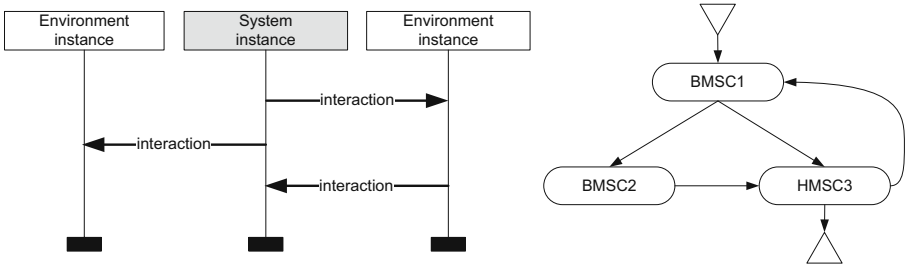 Environment
instance
System
instance
Environment
instance
interaction
interaction
interaction
BMSC1
BMSC2
HMSC3